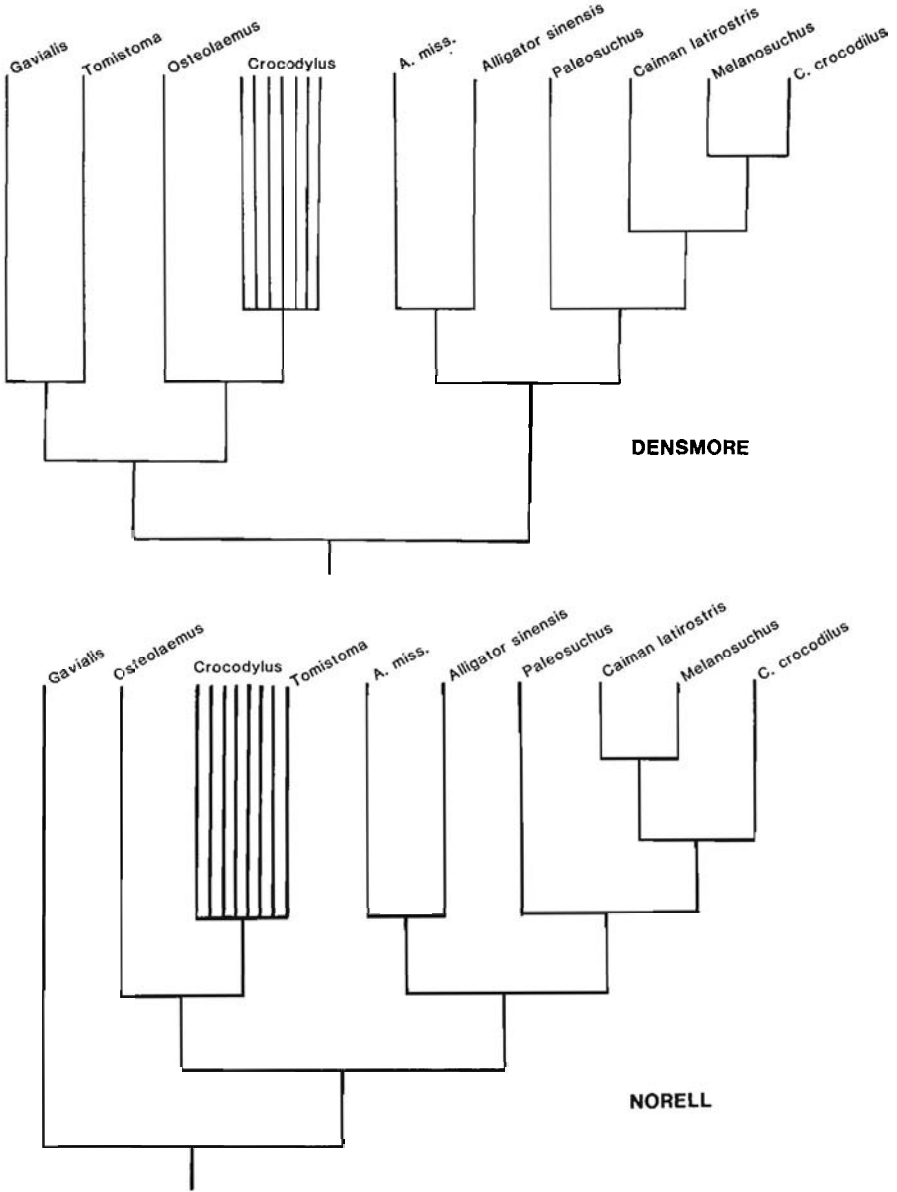 Gavialis
Tomistoma
Osteolaemus
Crocodylus
A. miss.
Alligator sinensis
Paleosuchus
Caiman latirostris
Melanosuchus
C. crocodilus
DENSMORE
Gavialis
Osteolaemus
Crocodylus
Tomistoma
A. miss.
Alligator sinensis
Paleosuchus
Caiman latirostris
Melanosuchus
C. crocodilus
NORELL